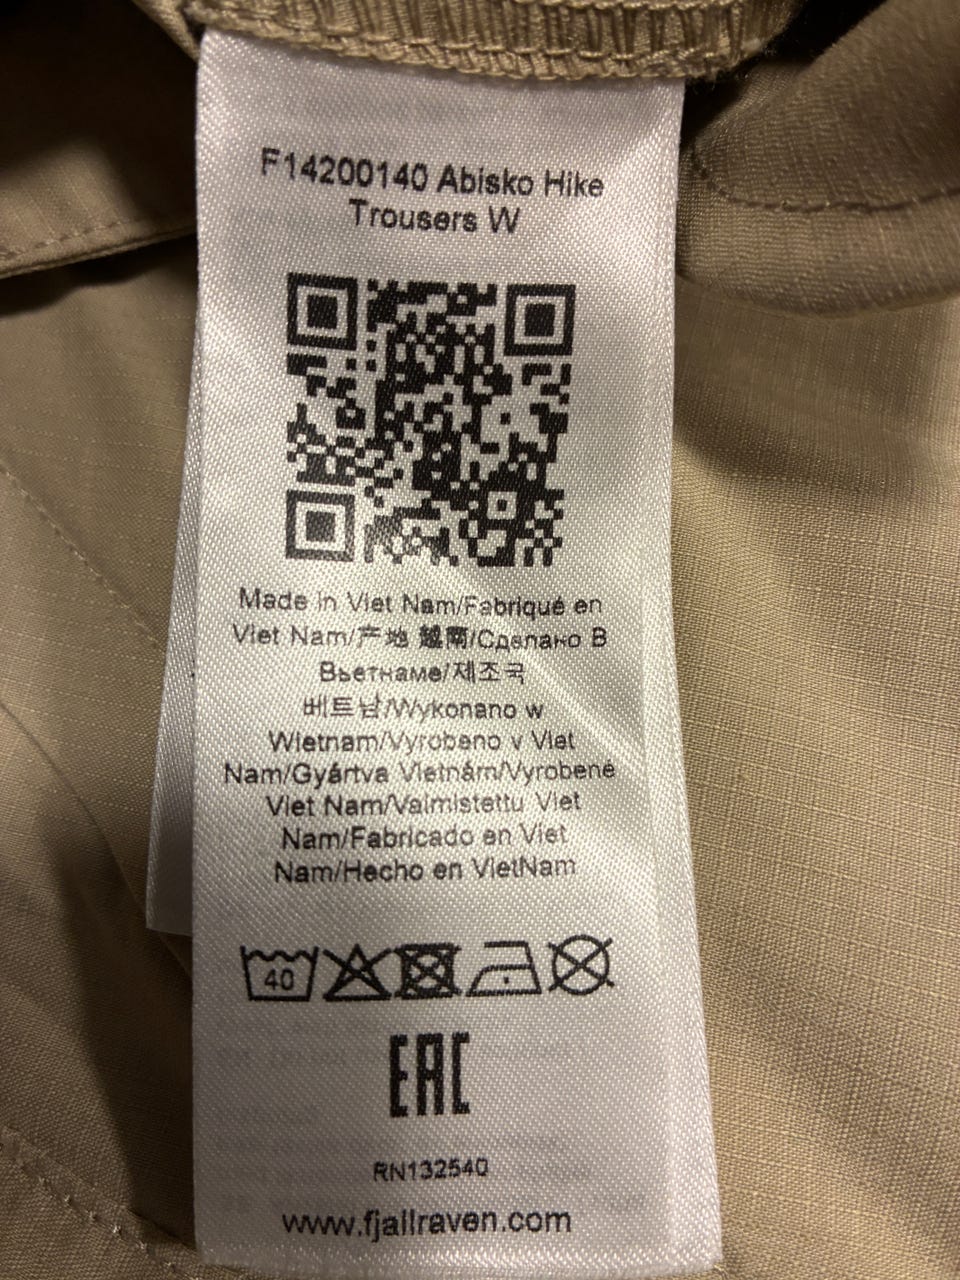 F14200140 Abisko Hike
Trousers W
Made in Viet Nam/Fabriqué en
Viet Nam/产地 越南/Сделано В
Вьетнаме/제조국
베트남/Wykonano w
Wietnam/Vyrobeno v Viet
Nam/Gyártva Vietnám/Vyrobené
Viet Nam/Valmistettu Viet
Nam/Fabricado en Viet
Nam/Hecho en VietNam
40
EAC
RN132540
www.fjallraven.com